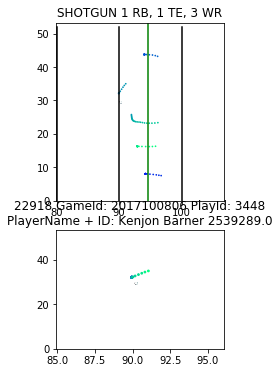 SHOTGUN 1 RB, 1 TE, 3 WR
50
40
30
20
10
0
80 90 100
22918 GameId: 2017100806 PlayId: 3448
PlayerName + ID: Kenjon Barner 2539289.0
40
20
0
85.0 87.5 90.0 92.5 95.0